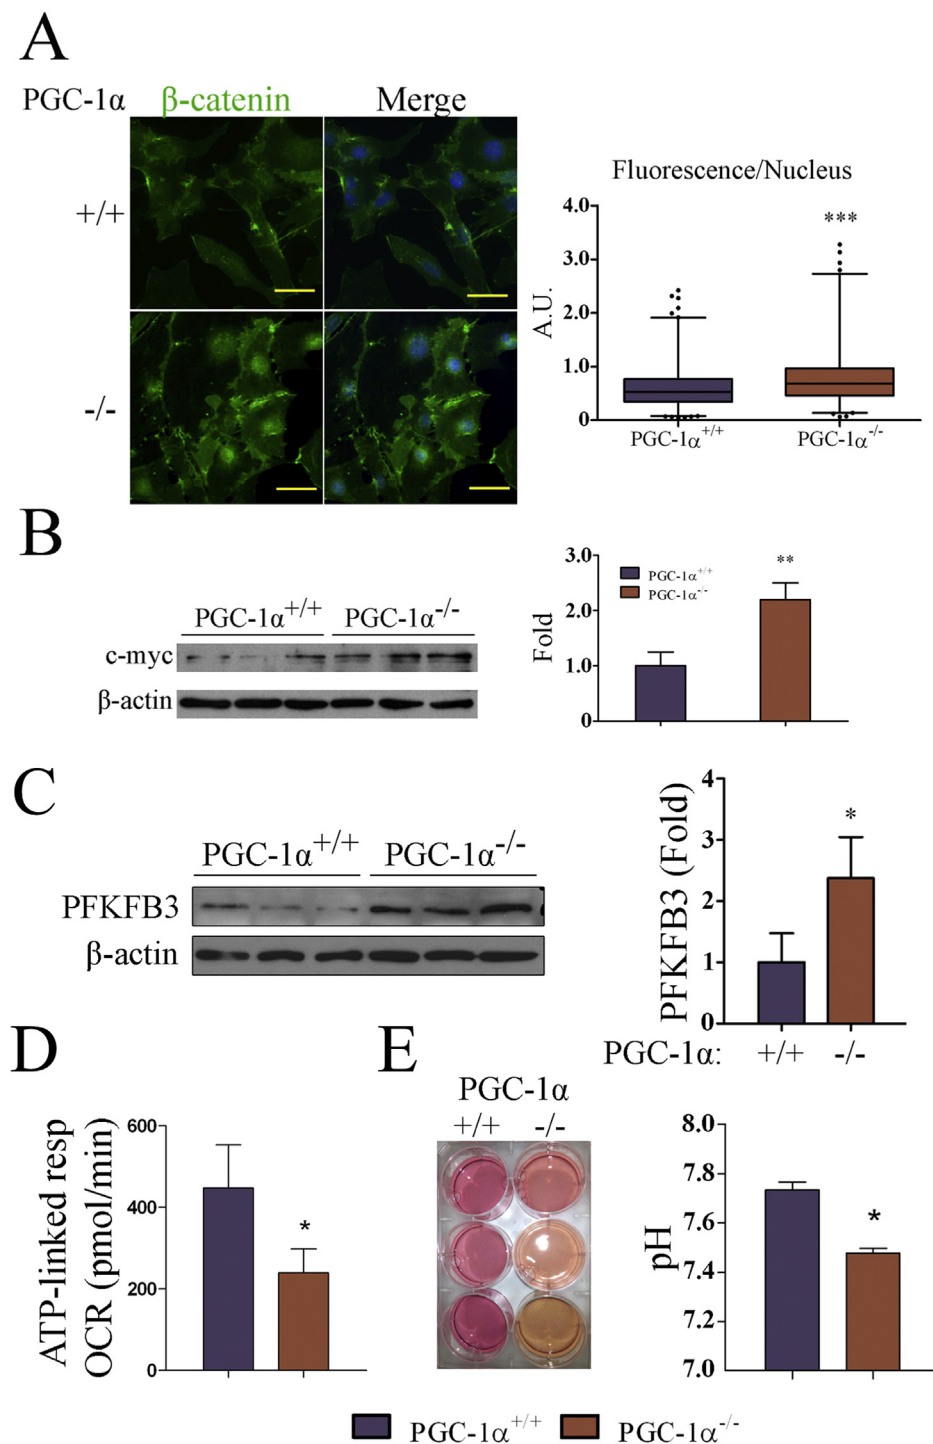 A
PGC-1α β-catenin Merge
+/+
-/-
Fluorescence/Nucleus
A.U.
4.0
3.0
2.0
1.0
0
***
PGC-1α+/+ PGC-1α-/-
B
PGC-1α+/+ PGC-1α-/-
c-myc
β-actin
Fold
3.0
2.0
1.0
0
PGC-1α+/+
PGC-1α-/-
**
C
PGC-1α+/+ PGC-1α-/-
PFKFB3
β-actin
PFKFB3 (Fold)
4
3
2
1
0
*
PGC-1α: +/+ -/-
D
ATP-linked resp
OCR (pmol/min)
600
400
200
0
*
E
PGC-1α
+/+ -/-
pH
8.0
7.8
7.6
7.4
7.2
7.0
*
PGC-1α+/+ PGC-1α-/-